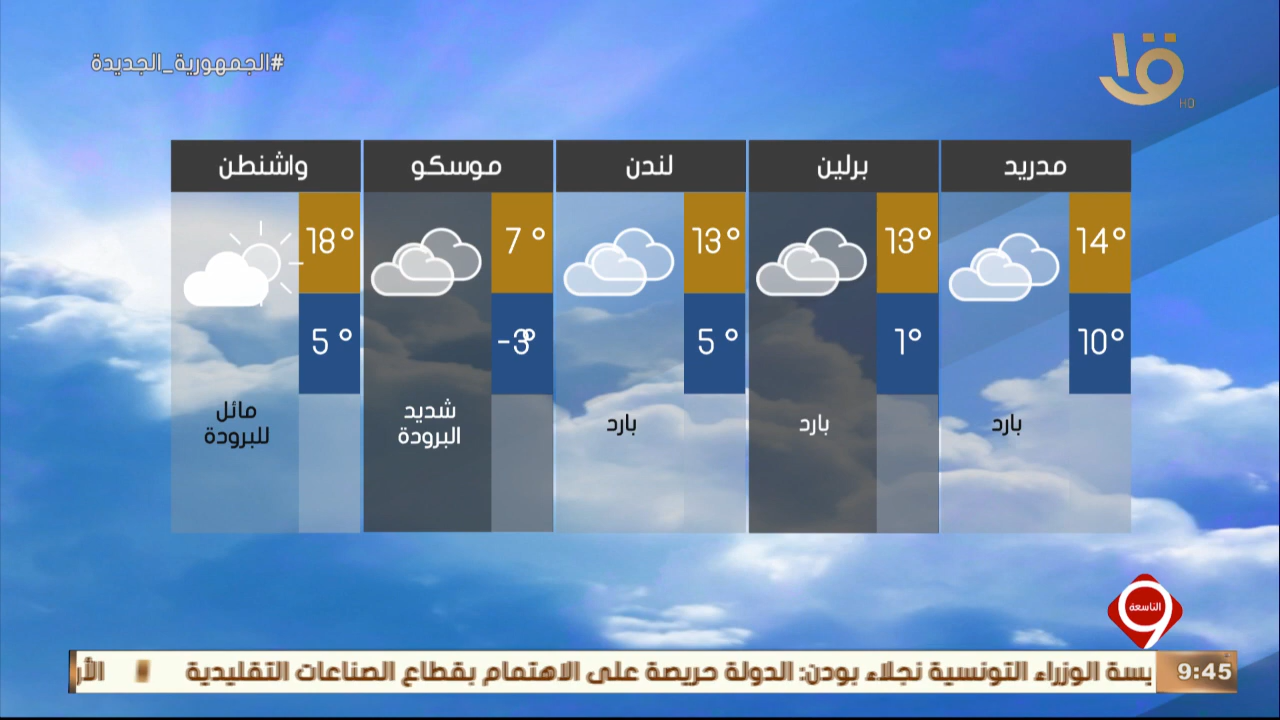 #الجمهورية_الجديدة
HD
مدريد
14°
10°
بارد
برلين
13°
1°
بارد
لندن
13°
5°
بارد
موسكو
7°
-3°
شديد
البرودة
واشنطن
18°
5°
مائل
للبرودة
التاسعة
9
9:45
يسة الوزراء التونسية نجلاء بودن: الدولة حريصة على الاهتمام بقطاع الصناعات التقليدية
الأر